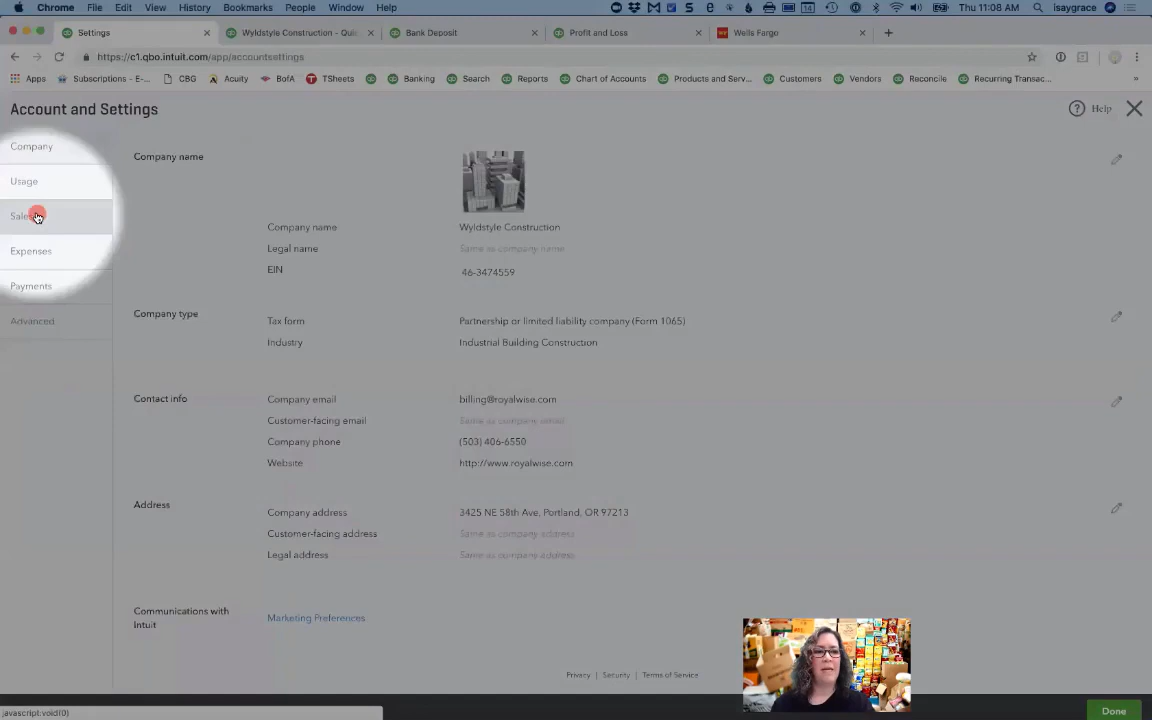 Chrome File Edit View History Bookmarks People Window Help Thu 11:08 AM isaygrace
Settings Wyldstyle Construction - Qui Bank Deposit Profit and Loss Wells Fargo
https://c1.qbo.intuit.com/app/accountsettings
Apps Subscriptions - E-... CBG Acuity BofA TSheets Banking Search Reports Chart of Accounts Products and Serv... Customers Vendors Reconcile Recurring Transac... »
Account and Settings
Help
Company
Usage
Sales
Expenses
Payments
Advanced
Company name
Company name Wyldstyle Construction
Legal name Same as company name
EIN 46-3474559
Company type
Tax form Partnership or limited liability company (Form 1065)
Industry Industrial Building Construction
Contact info
Company email billing@royalwise.com
Customer-facing email Same as company email
Company phone (503) 406-6550
Website http://www.royalwise.com
Address
Company address 3425 NE 58th Ave, Portland, OR 97213
Customer-facing address Same as company address
Legal address Same as company address
Communications with
Intuit
Marketing Preferences
Privacy | Security | Terms of Service
Done
javascript:void(0)